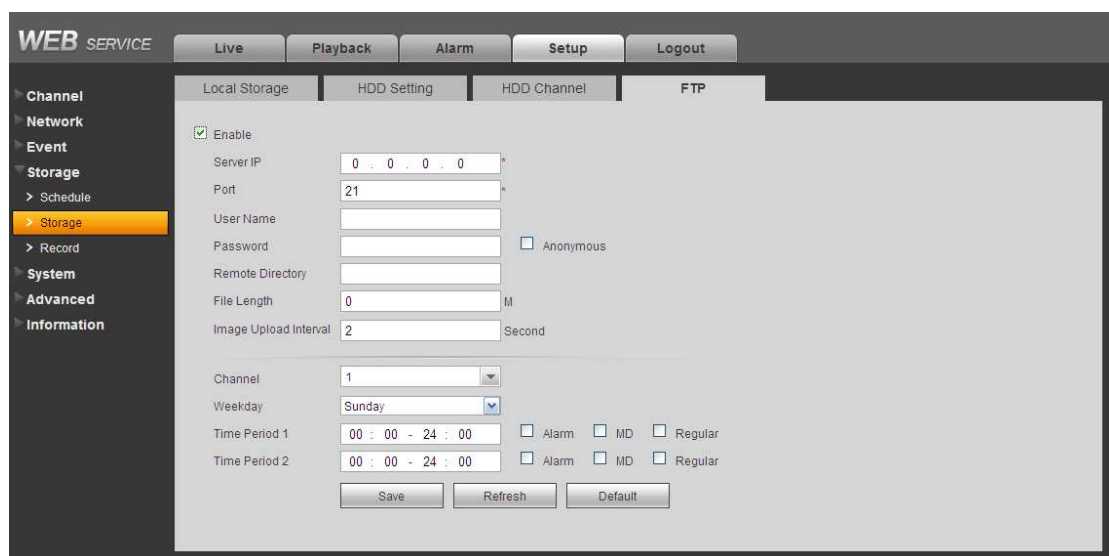 WEB SERVICE
Live Playback Alarm Setup Logout
Local Storage HDD Setting HDD Channel FTP
Channel
Network
Event
Storage
> Schedule
> Storage
> Record
System
Advanced
Information
Enable
Server IP 0 . 0 . 0 . 0 *
Port 21 *
User Name
Password Anonymous
Remote Directory
File Length 0 M
Image Upload Interval 2 Second
Channel 1
Weekday Sunday
Time Period 1 00 : 00 - 24 : 00 Alarm MD Regular
Time Period 2 00 : 00 - 24 : 00 Alarm MD Regular
Save Refresh Default